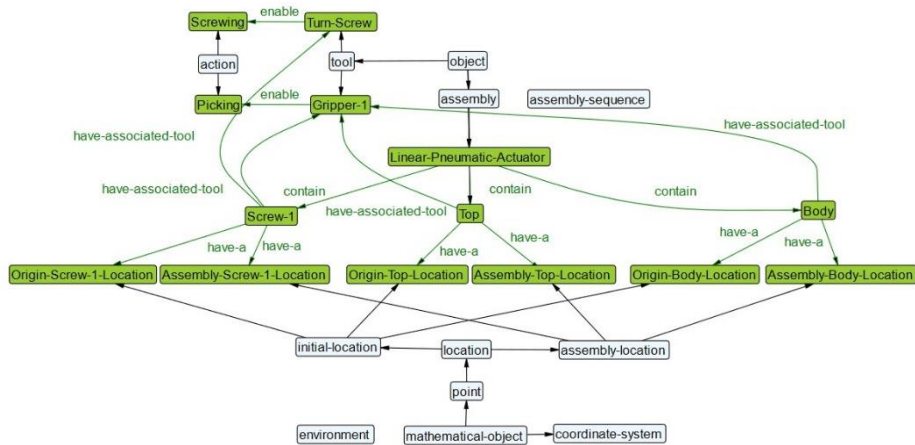 Screwing
enable
Turn-Screw
action
tool
object
Picking
enable
Gripper-1
assembly
assembly-sequence
have-associated-tool
have-associated-tool
Linear-Pneumatic-Actuator
have-associated-tool
contain
have-associated-tool
contain
contain
Screw-1
Top
Body
have-a
have-a
have-a
have-a
have-a
have-a
Origin-Screw-1-Location
Assembly-Screw-1-Location
Origin-Top-Location
Assembly-Top-Location
Origin-Body-Location
Assembly-Body-Location
initial-location
location
assembly-location
point
environment
mathematical-object
coordinate-system